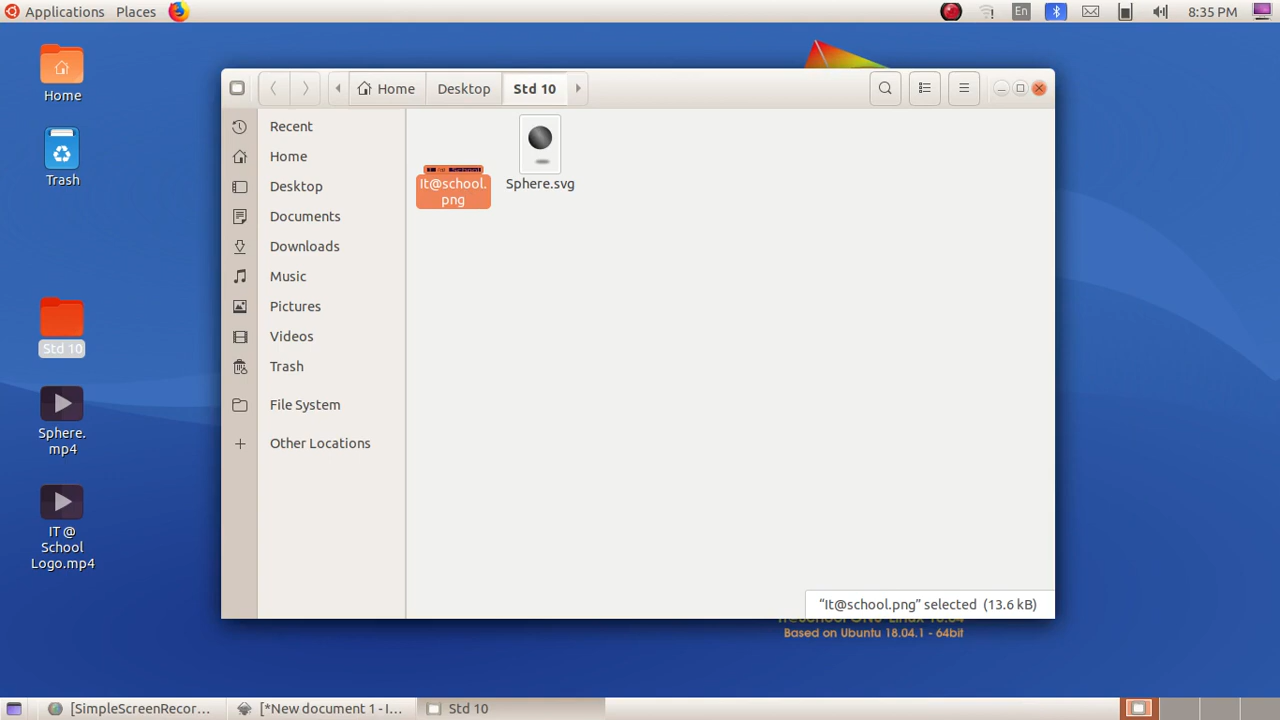 Applications Places
En
8:35 PM
Home
Trash
Std 10
Sphere.
mp4
IT @
School
Logo.mp4
Home Desktop Std 10
Recent
Home
Desktop
Documents
Downloads
Music
Pictures
Videos
Trash
File System
+ Other Locations
It@school.
png
Sphere.svg
“It@school.png” selected (13.6 kB)
Based on Ubuntu 18.04.1 - 64bit
[SimpleScreenRecor... [*New document 1 - I... Std 10